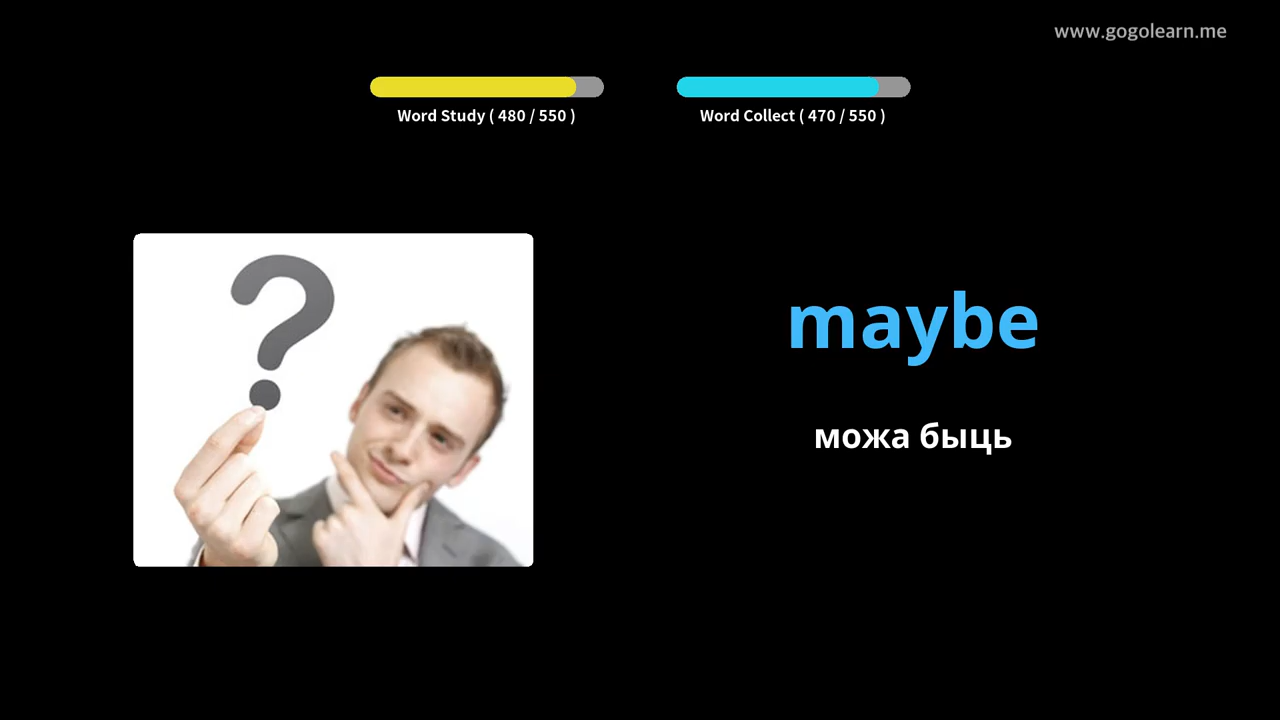 www.gogolearn.me
Word Study ( 480 / 550 )
Word Collect ( 470 / 550 )
?
maybe
можа быць